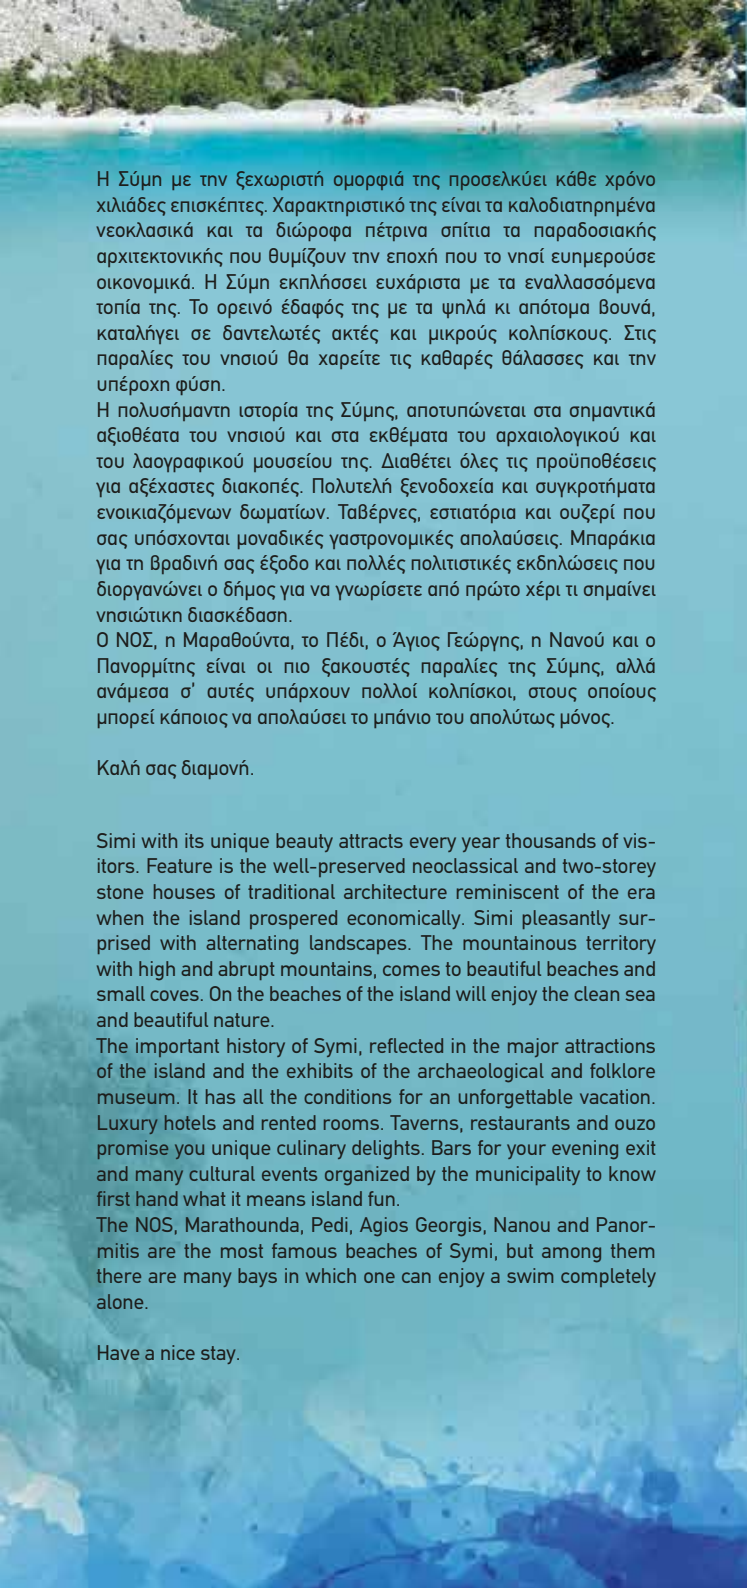 Η Σύμη με την ξεχωριστή ομορφιά της προσελκύει κάθε χρόνο
χιλιάδες επισκέπτες. Χαρακτηριστικό της είναι τα καλοδιατηρημένα
νεοκλασικά και τα διώροφα πέτρινα σπίτια τα παραδοσιακής
αρχιτεκτονικής που θυμίζουν την εποχή που το νησί ευημερούσε
οικονομικά. Η Σύμη εκπλήσσει ευχάριστα με τα εναλλασσόμενα
τοπία της. Το ορεινό έδαφός της με τα ψηλά κι απότομα βουνά,
καταλήγει σε δαντελωτές ακτές και μικρούς κολπίσκους. Στις
παραλίες του νησιού θα χαρείτε τις καθαρές θάλασσες και την
υπέροχη φύση.
Η πολυσήμαντη ιστορία της Σύμης, αποτυπώνεται στα σημαντικά
αξιοθέατα του νησιού και στα εκθέματα του αρχαιολογικού και
του λαογραφικού μουσείου της. Διαθέτει όλες τις προϋποθέσεις
για αξέχαστες διακοπές. Πολυτελή ξενοδοχεία και συγκροτήματα
ενοικιαζόμενων δωματίων. Ταβέρνες, εστιατόρια και ουζερί που
σας υπόσχονται μοναδικές γαστρονομικές απολαύσεις. Μπαράκια
για τη βραδινή σας έξοδο και πολλές πολιτιστικές εκδηλώσεις που
διοργανώνει ο δήμος για να γνωρίσετε από πρώτο χέρι τι σημαίνει
νησιώτικη διασκέδαση.
Ο ΝΟΣ, η Μαραθούντα, το Πέδι, ο Άγιος Γεώργης, η Νανού και ο
Πανορμίτης είναι οι πιο ξακουστές παραλίες της Σύμης, αλλά
ανάμεσα σ’ αυτές υπάρχουν πολλοί κολπίσκοι, στους οποίους
μπορεί κάποιος να απολαύσει το μπάνιο του απολύτως μόνος.
Καλή σας διαμονή.
Simi with its unique beauty attracts every year thousands of vis-
itors. Feature is the well-preserved neoclassical and two-storey
stone houses of traditional architecture reminiscent of the era
when the island prospered economically. Simi pleasantly sur-
prised with alternating landscapes. The mountainous territory
with high and abrupt mountains, comes to beautiful beaches and
small coves. On the beaches of the island will enjoy the clean sea
and beautiful nature.
The important history of Symi, reflected in the major attractions
of the island and the exhibits of the archaeological and folklore
museum. It has all the conditions for an unforgettable vacation.
Luxury hotels and rented rooms. Taverns, restaurants and ouzo
promise you unique culinary delights. Bars for your evening exit
and many cultural events organized by the municipality to know
first hand what it means island fun.
The NOS, Marathounda, Pedi, Agios Georgis, Nanou and Panor-
mitis are the most famous beaches of Symi, but among them
there are many bays in which one can enjoy a swim completely
alone.
Have a nice stay.